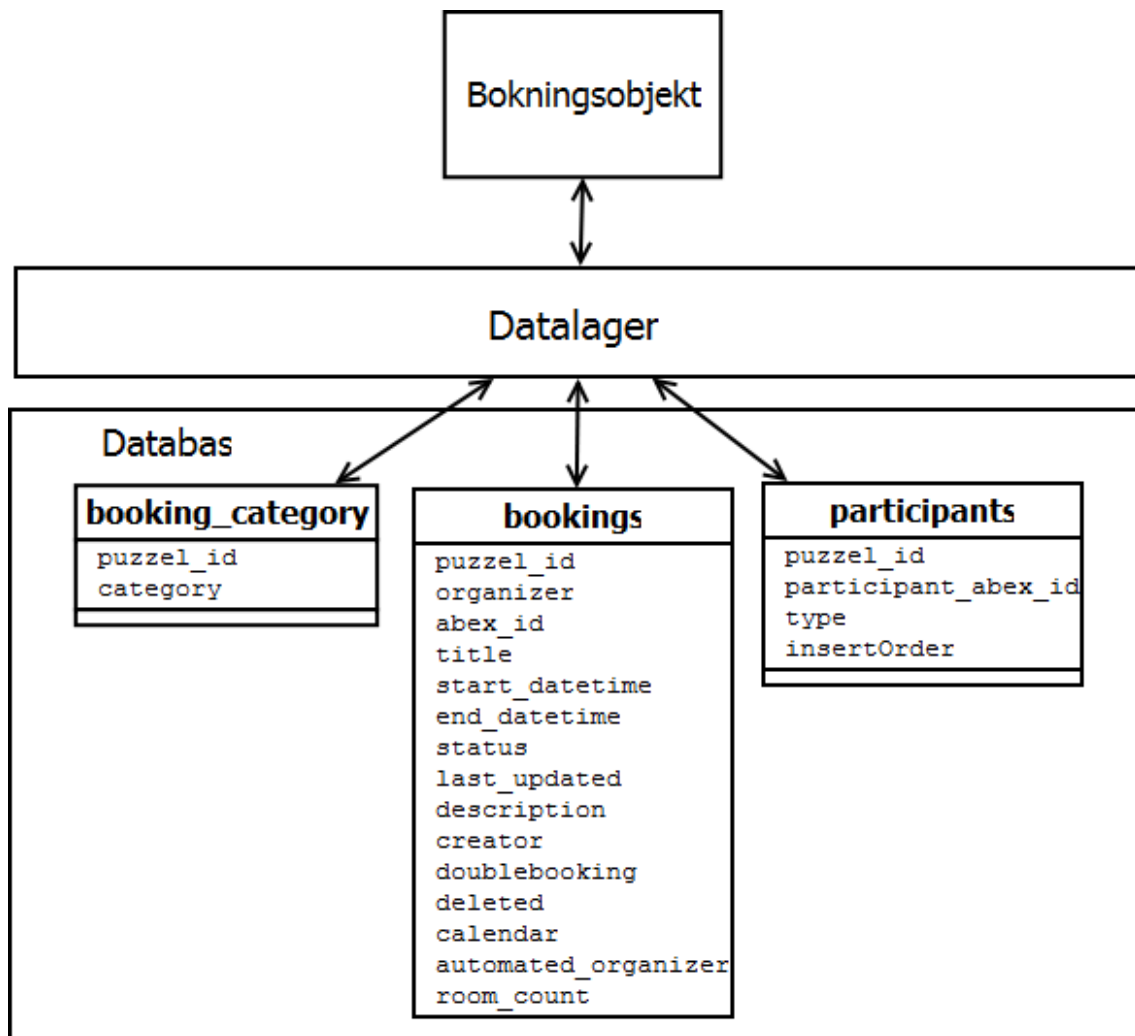 Bokningsobjekt
Datalager
Databas
booking_category
puzzel_id
category
bookings
puzzel_id
organizer
abex_id
title
start_datetime
end_datetime
status
last_updated
description
creator
doublebooking
deleted
calendar
automated_organizer
room_count
participants
puzzel_id
participant_abex_id
type
insertOrder